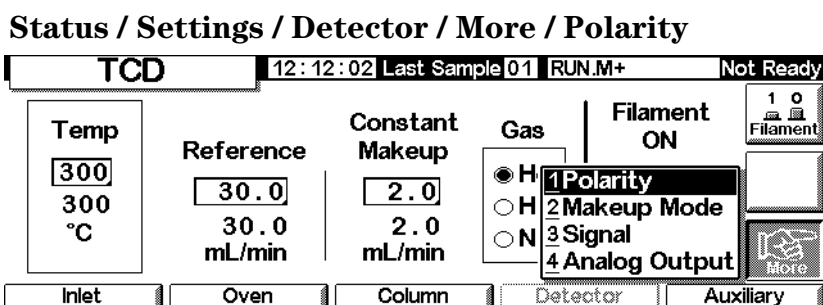 Status / Settings / Detector / More / Polarity
TCD 12:12:02 Last Sample 01 RUN.M+ Not Ready
Temp
300
300
°C
Reference
30.0
30.0
mL/min
Constant
Makeup
2.0
2.0
mL/min
Gas
H
H
N
Filament
ON
1 Polarity
2 Makeup Mode
3 Signal
4 Analog Output
1 0
Filament
More
Inlet Oven Column Detector Auxiliary